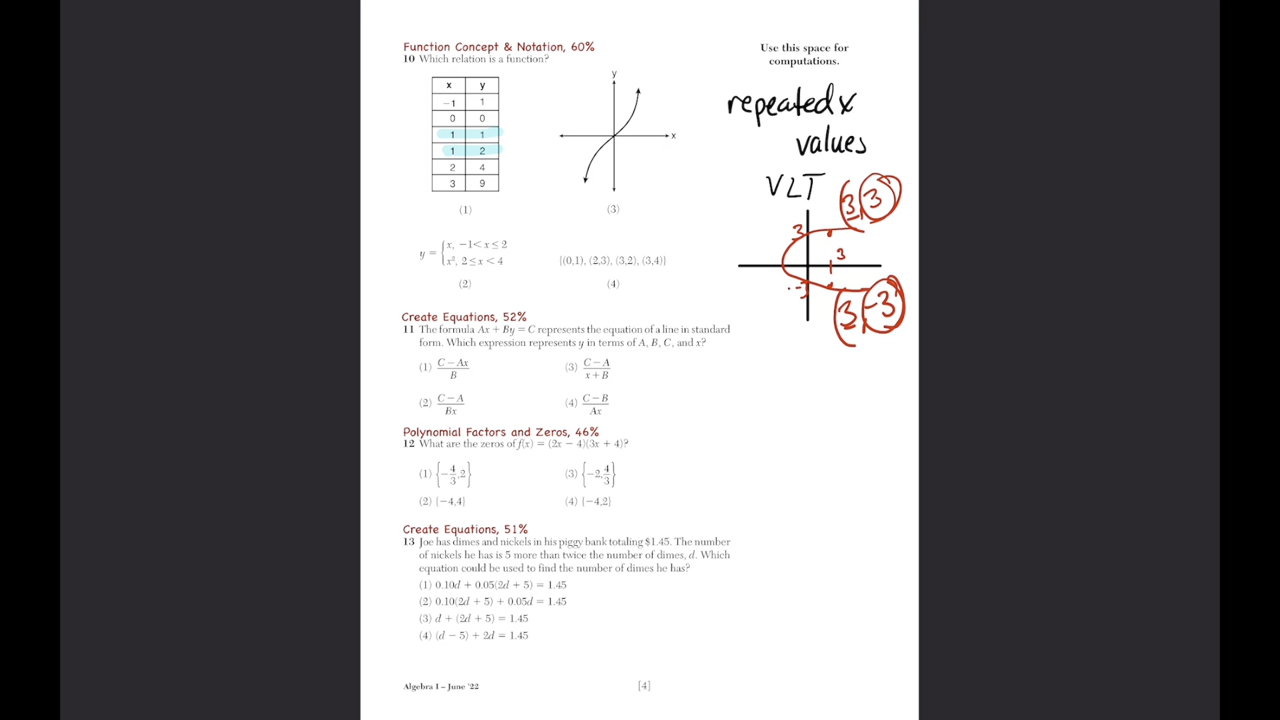 Function Concept & Notation, 60%
10 Which relation is a function?
x y
−1 1
0 0
1 1
1 2
2 4
3 9
(1)
y
x
(3)
y = { x, −1< x ≤ 2
x², 2 ≤ x < 4
(2)
{(0,1), (2,3), (3,2), (3,4)}
(4)
Create Equations, 52%
11 The formula Ax + By = C represents the equation of a line in standard
form. Which expression represents y in terms of A, B, C, and x?
(1) C − Ax / B
(3) C − A / x + B
(2) C − A / Bx
(4) C − B / Ax
Polynomial Factors and Zeros, 46%
12 What are the zeros of f(x) = (2x − 4)(3x + 4)?
(1) {−4/3, 2}
(3) {−2, 4/3}
(2) {−4,4}
(4) {−4,2}
Create Equations, 51%
13 Joe has dimes and nickels in his piggy bank totaling $1.45. The number
of nickels he has is 5 more than twice the number of dimes, d. Which
equation could be used to find the number of dimes he has?
(1) 0.10d + 0.05(2d + 5) = 1.45
(2) 0.10(2d + 5) + 0.05d = 1.45
(3) d + (2d + 5) = 1.45
(4) (d − 5) + 2d = 1.45
Algebra I – June '22
[4]
Use this space for
computations.
repeated x
values
VLT
(3, 3)
3
3
-3
(3, -3)